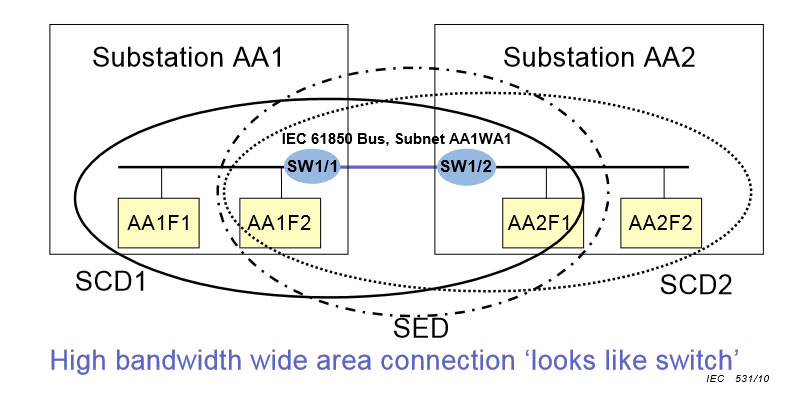 Substation AA1
Substation AA2
IEC 61850 Bus, Subnet AA1WA1
SW1/1
SW1/2
AA1F1
AA1F2
AA2F1
AA2F2
SCD1
SCD2
SED
High bandwidth wide area connection ‘looks like switch’
IEC 531/10